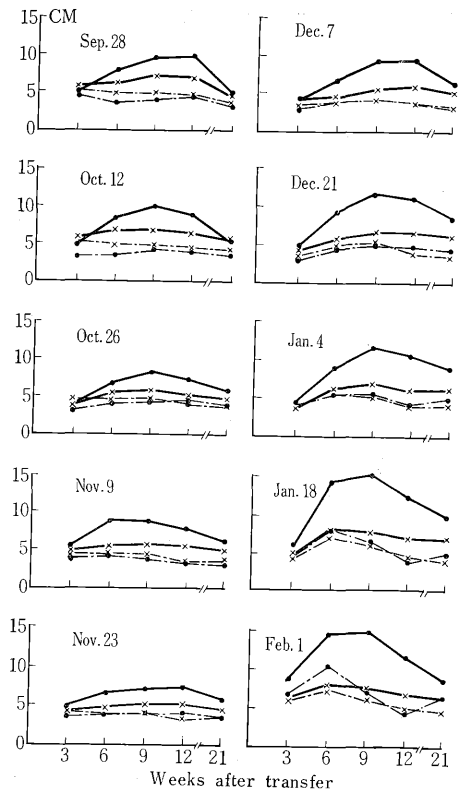 15 CM
Sep. 28
10
5
0
Dec. 7
15
Oct. 12
10
5
0
Dec. 21
15
Oct. 26
10
5
0
Jan. 4
15
Nov. 9
10
5
0
Jan. 18
15
Nov. 23
10
5
0
Feb. 1
3 6 9 12 21 3 6 9 12 21
Weeks after transfer